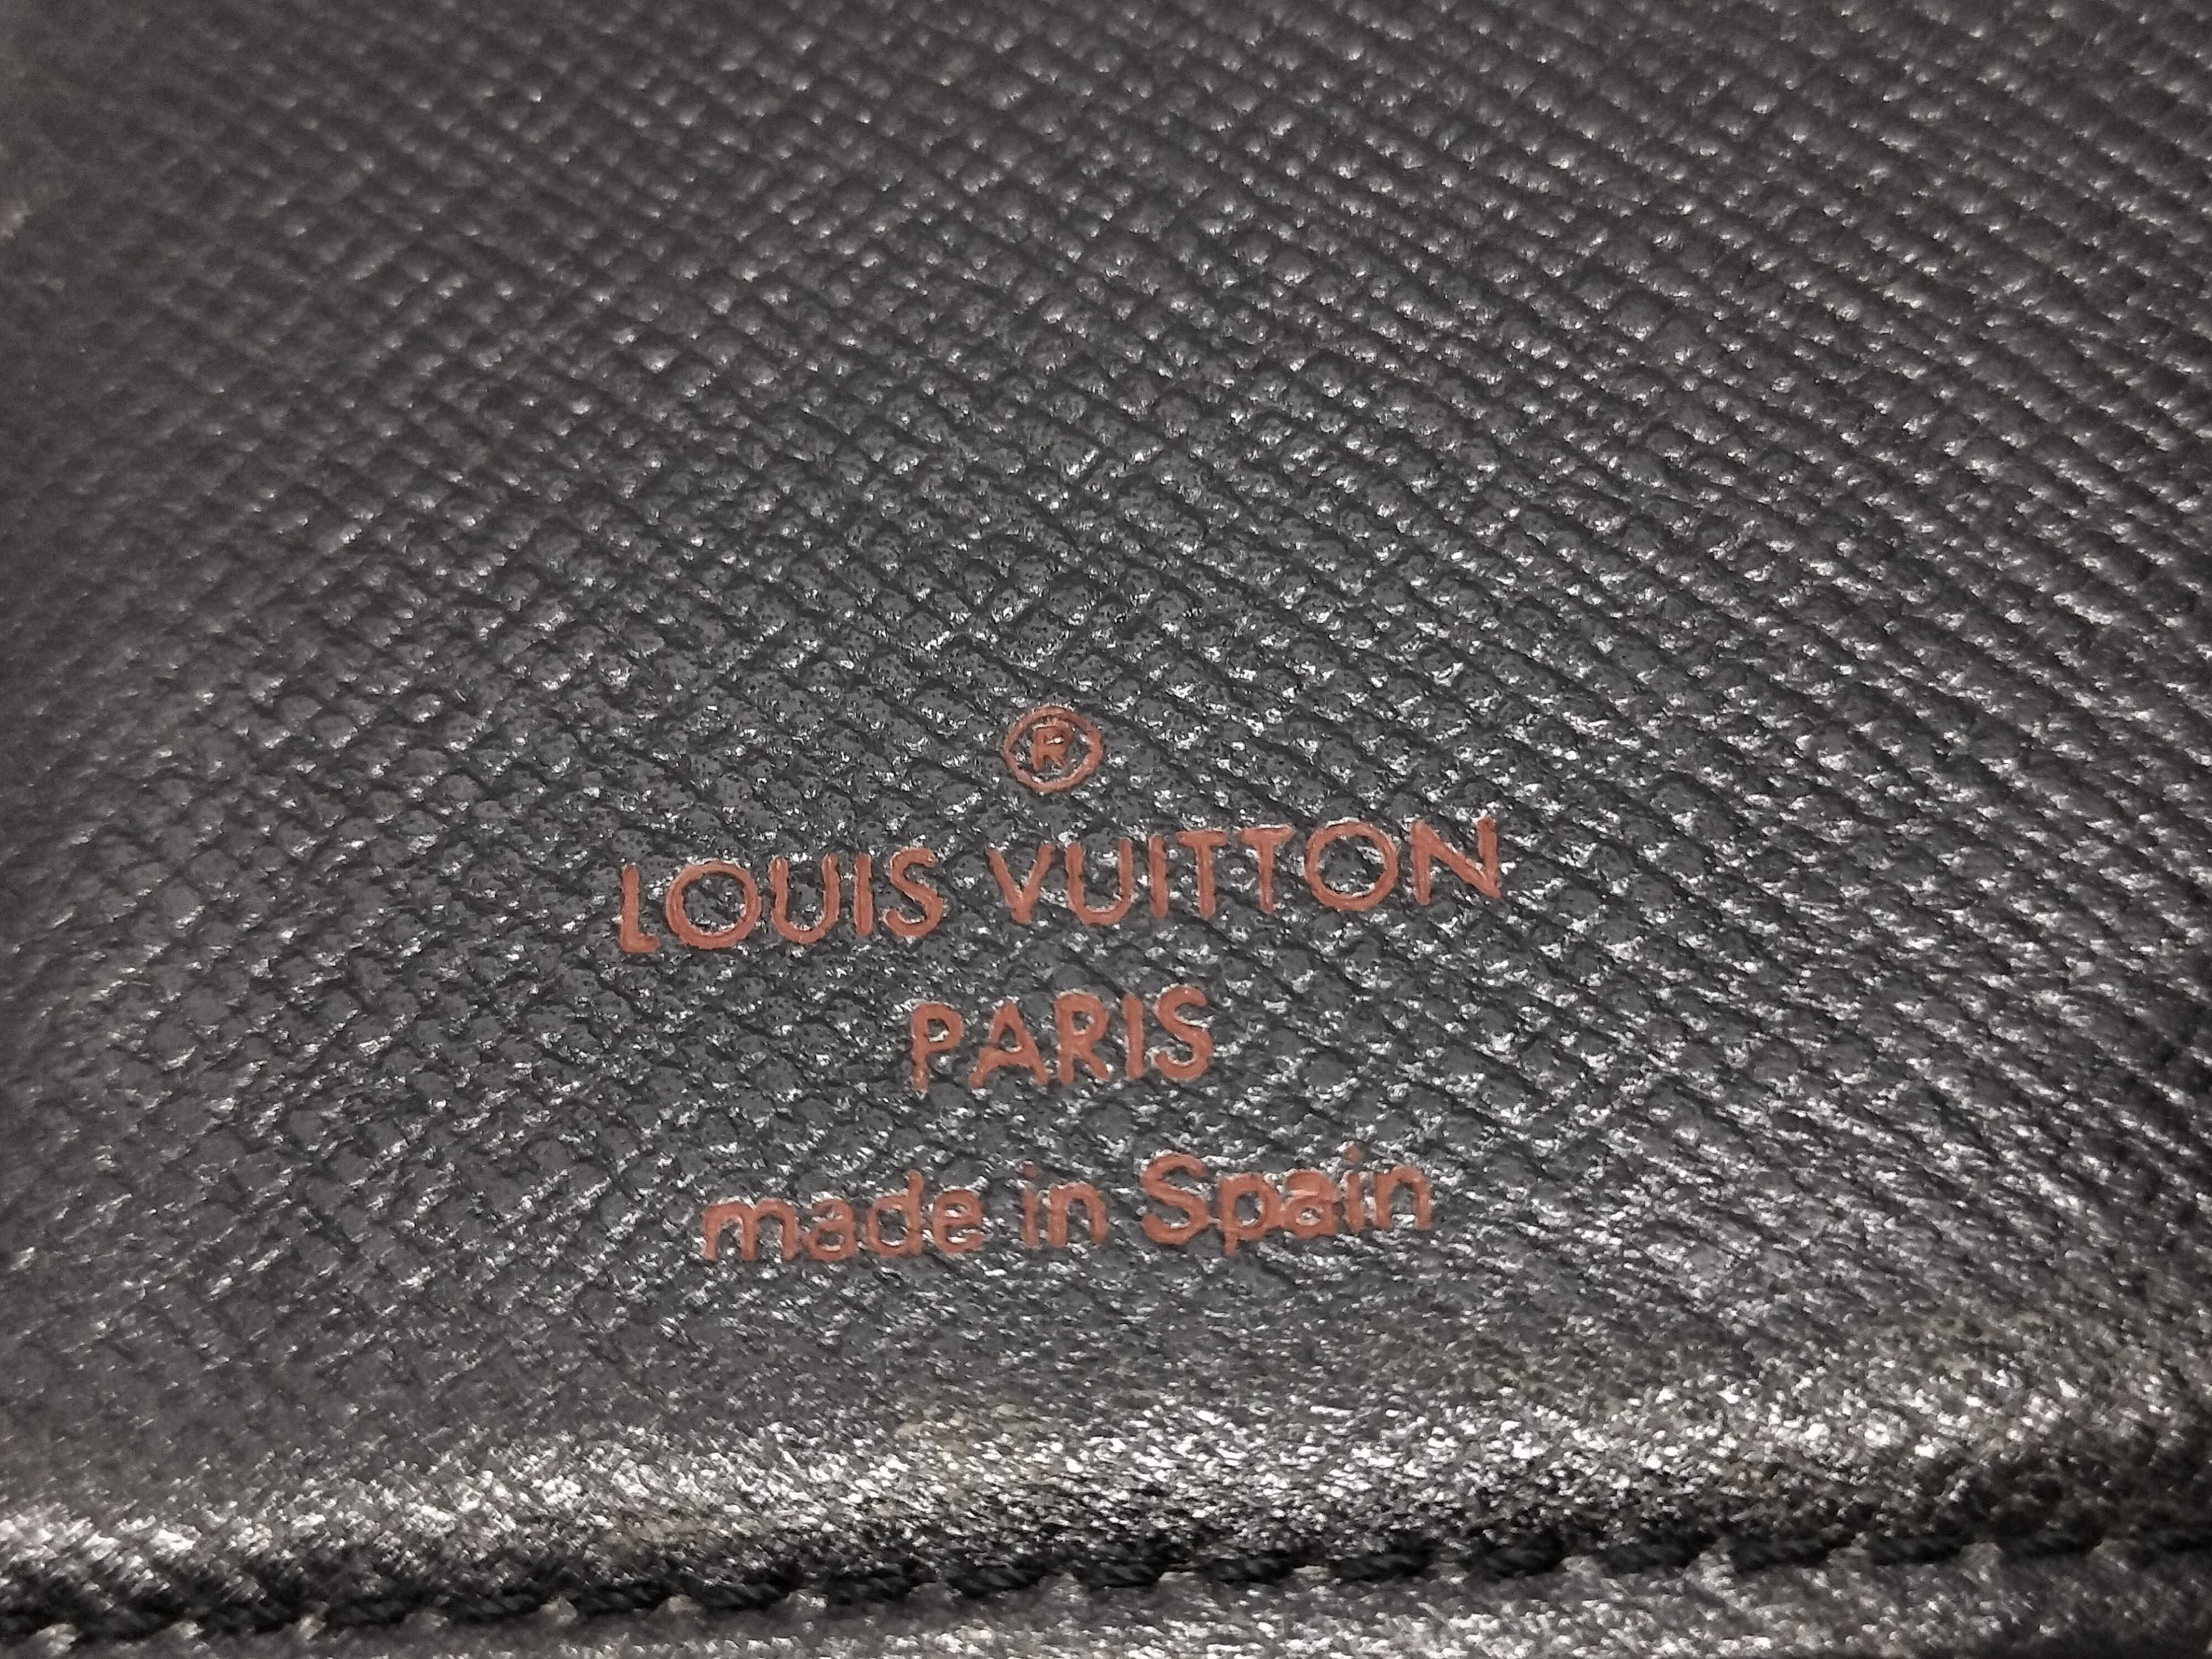 ®
LOUIS VUITTON
PARIS
made in Spain